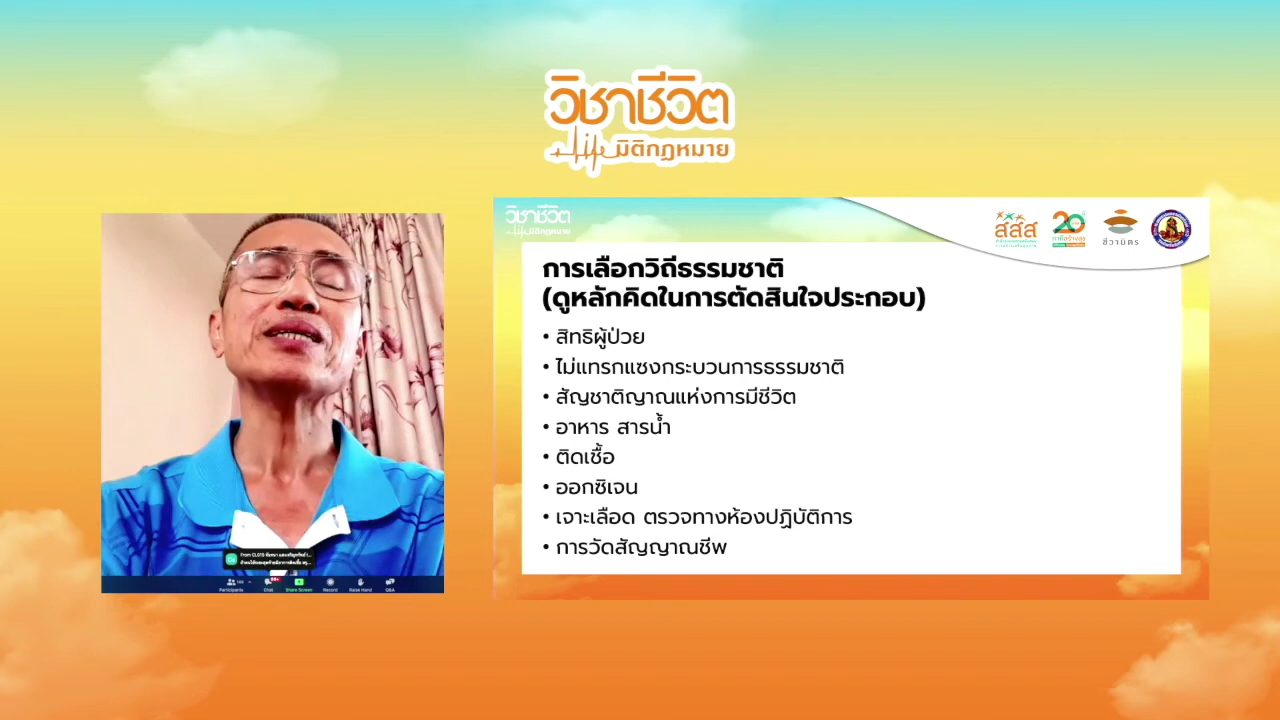 วิชาชีวิต
Life มิติกฎหมาย
วิชาชีวิต
Life มิติกฎหมาย
สสส
20
ชีวามิตร
การเลือกวิถีธรรมชาติ
(ดูหลักคิดในการตัดสินใจประกอบ)
• สิทธิผู้ป่วย
• ไม่แทรกแซงกระบวนการธรรมชาติ
• สัญชาติญาณแห่งการมีชีวิต
• อาหาร สารน้ำ
• ติดเชื้อ
• ออกซิเจน
• เจาะเลือด ตรวจทางห้องปฏิบัติการ
• การวัดสัญญาณชีพ
Participants
Chat
Share Screen
Record
Raise Hand
Q&A